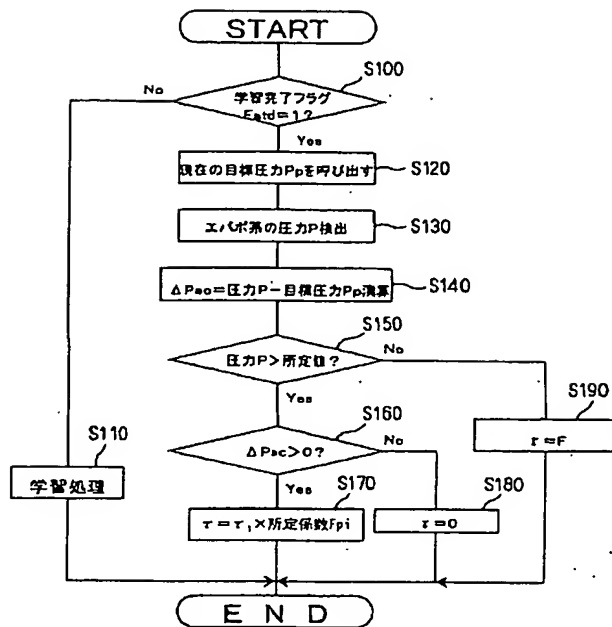 START
S100
No
学習完了フラグ
Fstd=1?
Yes
S120
現在の目標圧力Ppを呼び出す
S130
エバポ系の圧力P検出
S140
ΔPac=圧力P-目標圧力Pp演算
S150
圧力P>所定値?
No
Yes
S160
S190
ΔPac>0?
No
τ=F
S110
Yes
S170
S180
学習処理
τ=τ₁×所定係数Fpi
τ=0
END